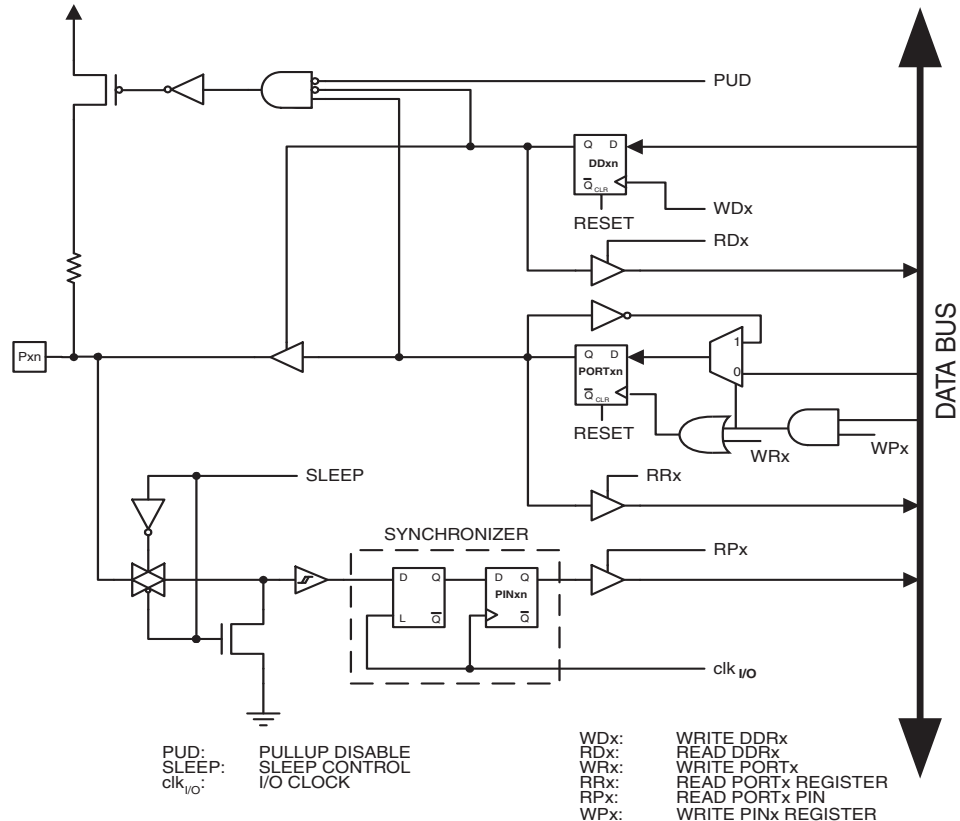 PUD
Q D
DDxn
Q CLR
WDx
RESET
RDx
Pxn
1
Q D
PORTxn
0
Q CLR
RESET
WRx
WPx
RRx
SLEEP
SYNCHRONIZER
RPx
D Q
D Q
PINxn
L Q
Q
clk I/O
DATA BUS
PUD: PULLUP DISABLE
SLEEP: SLEEP CONTROL
clkI/O: I/O CLOCK
WDx: WRITE DDRx
RDx: READ DDRx
WRx: WRITE PORTx
RRx: READ PORTx REGISTER
RPx: READ PORTx PIN
WPx: WRITE PINx REGISTER